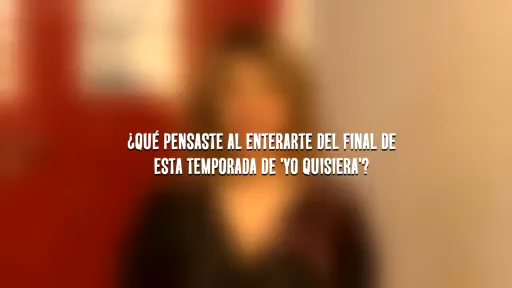 ¿QUÉ PENSASTE AL ENTERARTE DEL FINAL DE
ESTA TEMPORADA DE 'YO QUISIERA'?